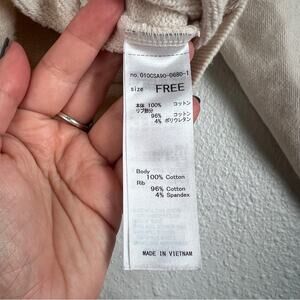 no. 010CSA90-0680-1
size FREE
本体 100% コットン
リブ部分
96% コットン
4% ポリウレタン
Body
100% Cotton
Rib
96% Cotton
4% Spandex
MADE IN VIETNAM